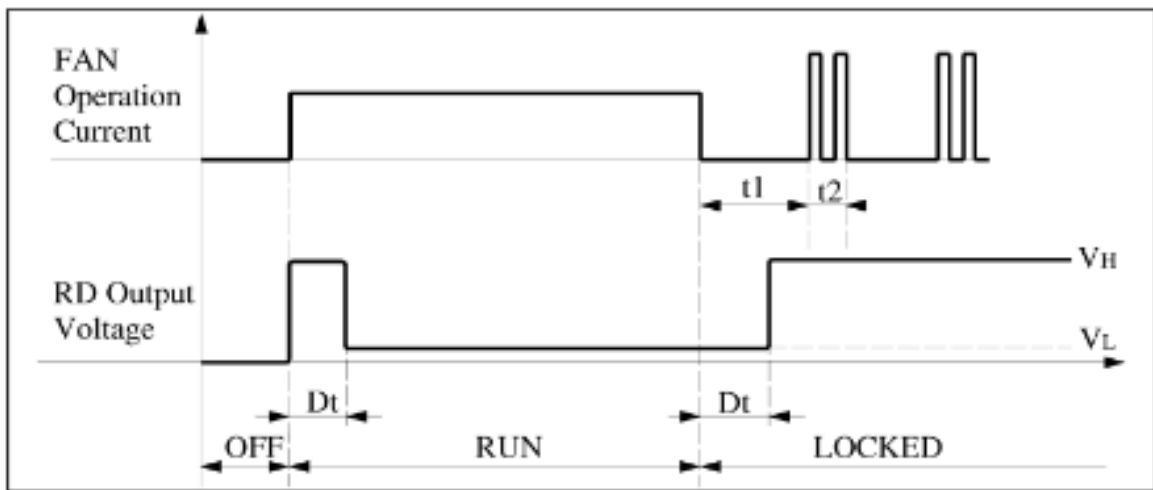 FAN
Operation
Current
t1
t2
RD Output
Voltage
VH
VL
Dt
Dt
OFF
RUN
LOCKED